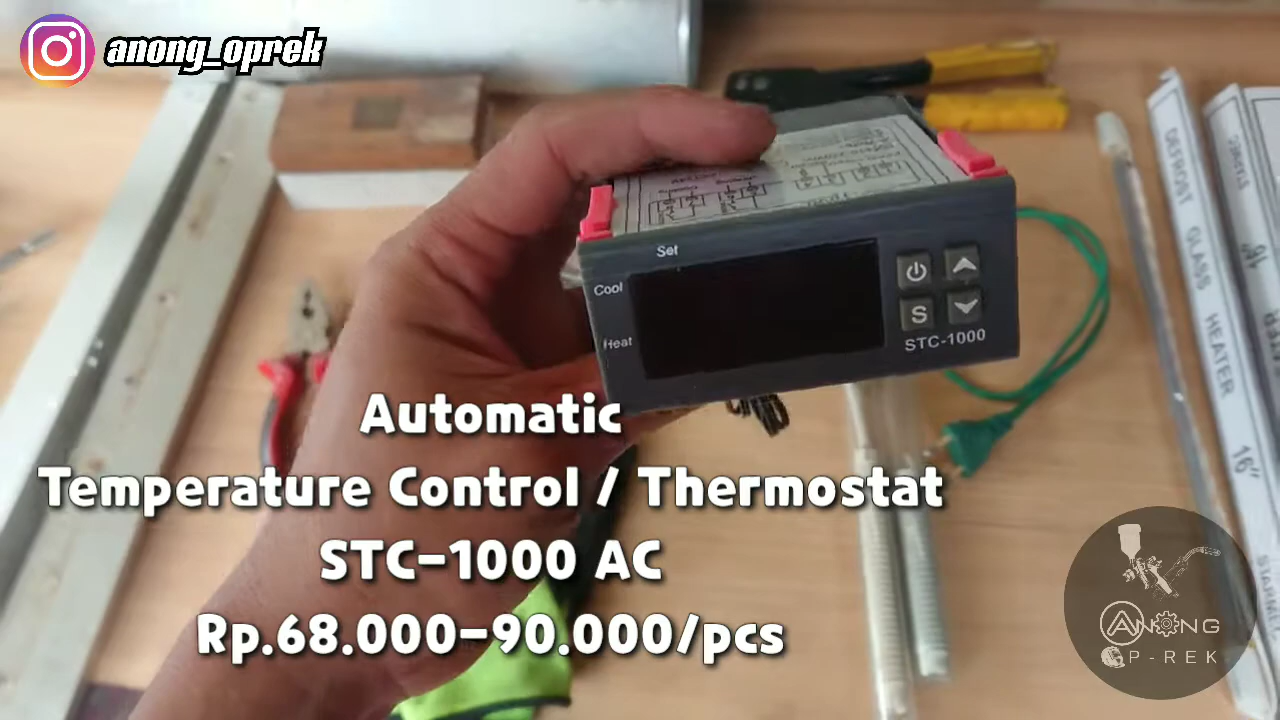 anong_oprek
Set
Cool
Heat
S
STC-1000
DEFROST GLASS HEATER 16"
Automatic
Temperature Control / Thermostat
STC-1000 AC
Rp.68.000-90.000/pcs
ANONG
OP-REK